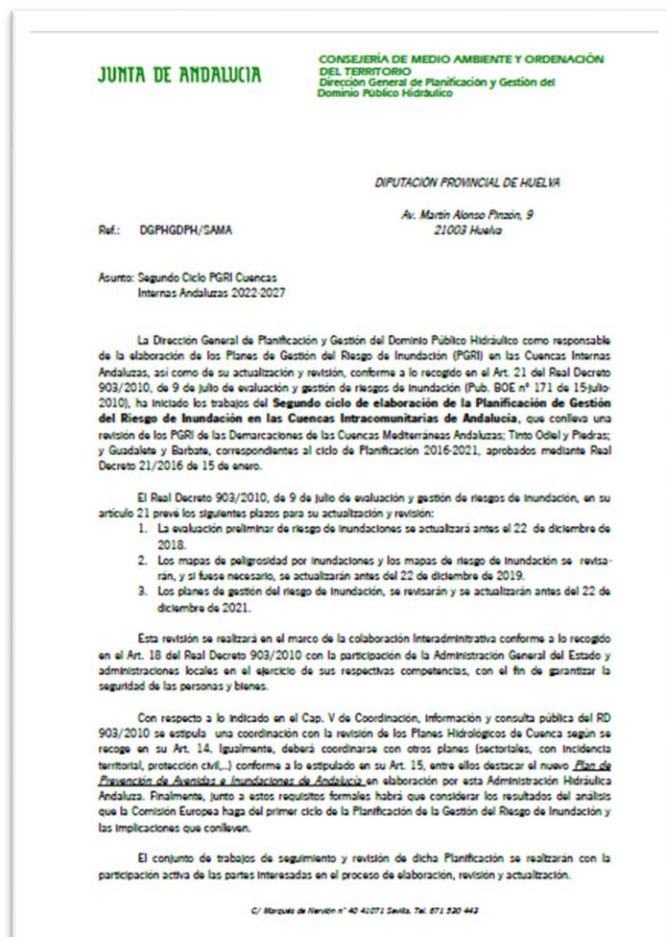 JUNTA DE ANDALUCIA
CONSEJERÍA DE MEDIO AMBIENTE Y ORDENACIÓN
DEL TERRITORIO
Dirección General de Planificación y Gestión del
Dominio Público Hidráulico
DIPUTACIÓN PROVINCIAL DE HUELVA
Av. Martín Alonso Pinzón, 9
21003 Huelva
Ref.: DGPHGDPH/SAMA
Asunto: Segundo Ciclo PGRI Cuencas
Internas Andaluzas 2022-2027
La Dirección General de Planificación y Gestión del Dominio Público Hidráulico como responsable
de la elaboración de los Planes de Gestión del Riesgo de Inundación (PGRI) en las Cuencas Internas
Andaluzas, así como de su actualización y revisión, conforme a lo recogido en el Art. 21 del Real Decreto
903/2010, de 9 de julio de evaluación y gestión de riesgos de inundación (Pub. BOE nº 171 de 15-julio-
2010), ha iniciado los trabajos del Segundo ciclo de elaboración de la Planificación de Gestión
del Riesgo de Inundación en las Cuencas Intracomunitarias de Andalucía, que conlleva una
revisión de los PGRI de las Demarcaciones de las Cuencas Mediterráneas Andaluzas; Tinto Odiel y Piedras;
y Guadalete y Barbate, correspondientes al ciclo de Planificación 2016-2021, aprobados mediante Real
Decreto 21/2016 de 15 de enero.
El Real Decreto 903/2010, de 9 de julio de evaluación y gestión de riesgos de inundación, en su
artículo 21 prevé los siguientes plazos para su actualización y revisión:
1. La evaluación preliminar de riesgo de inundaciones se actualizará antes el 22 de diciembre de
2018.
2. Los mapas de peligrosidad por inundaciones y los mapas de riesgo de inundación se revisa-
rán, y si fuese necesario, se actualizarán antes del 22 de diciembre de 2019.
3. Los planes de gestión del riesgo de inundación, se revisarán y se actualizarán antes del 22 de
diciembre de 2021.
Esta revisión se realizará en el marco de la colaboración Interadministrativa conforme a lo recogido
en el Art. 18 del Real Decreto 903/2010 con la participación de la Administración General del Estado y
administraciones locales en el ejercicio de sus respectivas competencias, con el fin de garantizar la
seguridad de las personas y bienes.
Con respecto a lo indicado en el Cap. V de Coordinación, información y consulta pública del RD
903/2010 se estipula una coordinación con la revisión de los Planes Hidrológicos de Cuenca según se
recoge en su Art. 14. Igualmente, deberá coordinarse con otros planes (sectoriales, con incidencia
territorial, protección civil,..) conforme a lo estipulado en su Art. 15, entre ellos destacar el nuevo Plan de
Prevención de Avenidas e Inundaciones de Andalucía en elaboración por esta Administración Hidráulica
Andaluza. Finalmente, junto a estos requisitos formales habrá que considerar los resultados del análisis
que la Comisión Europea haga del primer ciclo de la Planificación de la Gestión del Riesgo de Inundación y
las implicaciones que conlleven.
El conjunto de trabajos de seguimiento y revisión de dicha Planificación se realizarán con la
participación activa de las partes interesadas en el proceso de elaboración, revisión y actualización.
C/ Marqués de Nervión nº 40 41071 Sevilla. Tel. 671 530 443